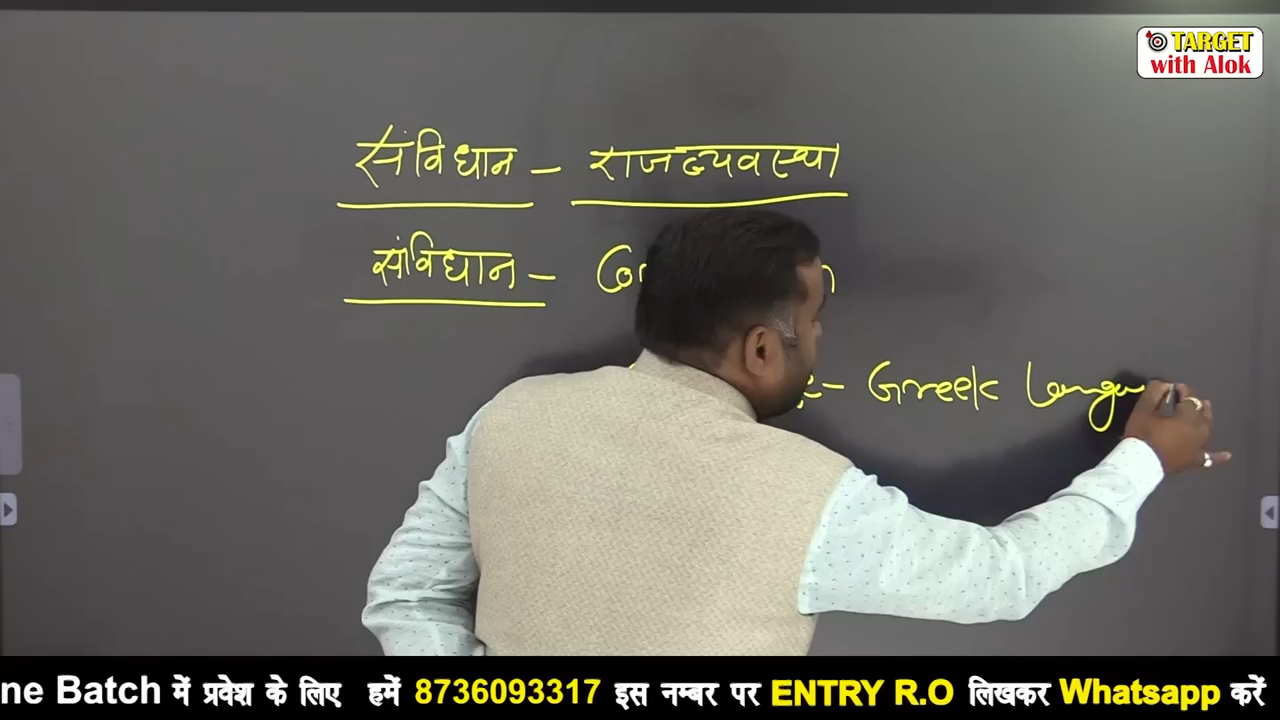 TARGET
with Alok
संविधान - राजव्यवस्था
संविधान -
- Greek Langu
ne Batch में प्रवेश के लिए हमें 8736093317 इस नम्बर पर ENTRY R.O लिखकर Whatsapp करें